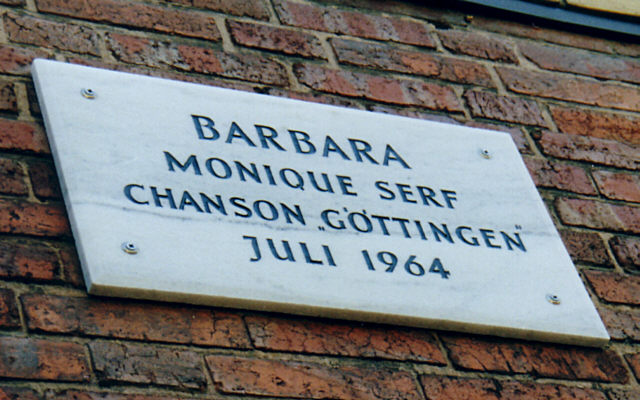 BARBARA
MONIQUE SERF
CHANSON „GÖTTINGEN"
JULI 1964